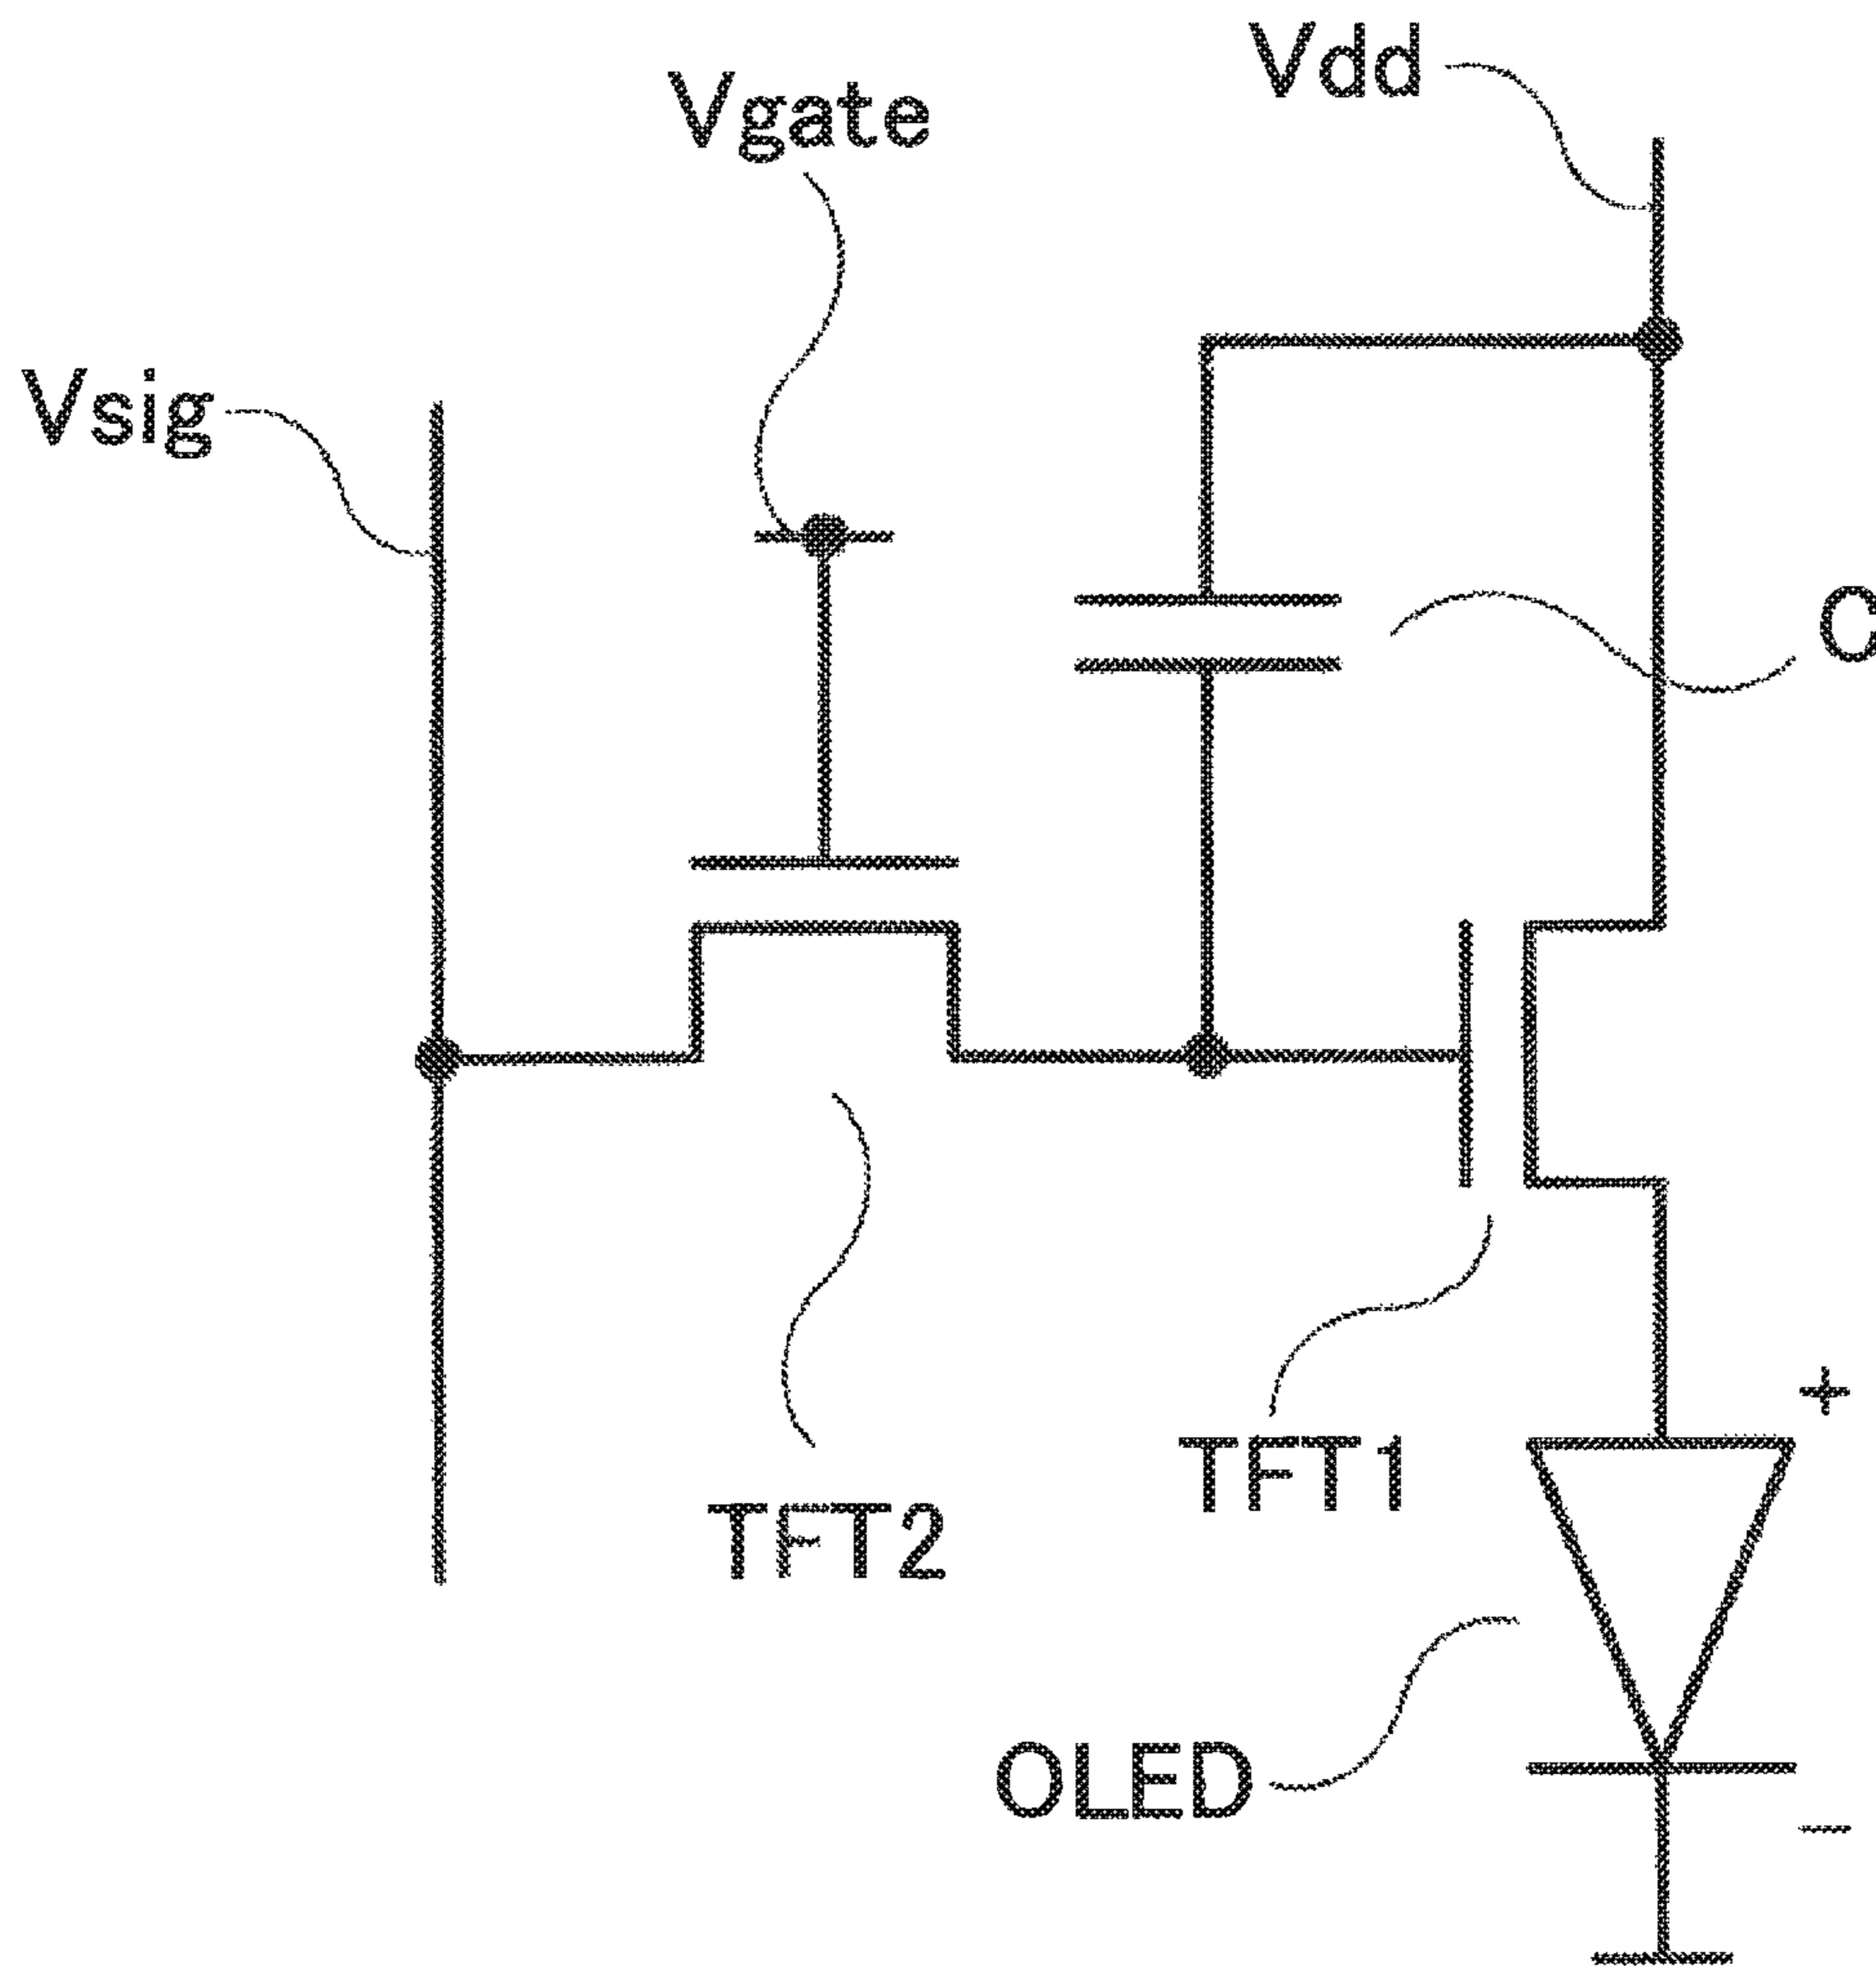 Vdd
Vgate
Vsig
C
+
TFT1
TFT2
OLED
−